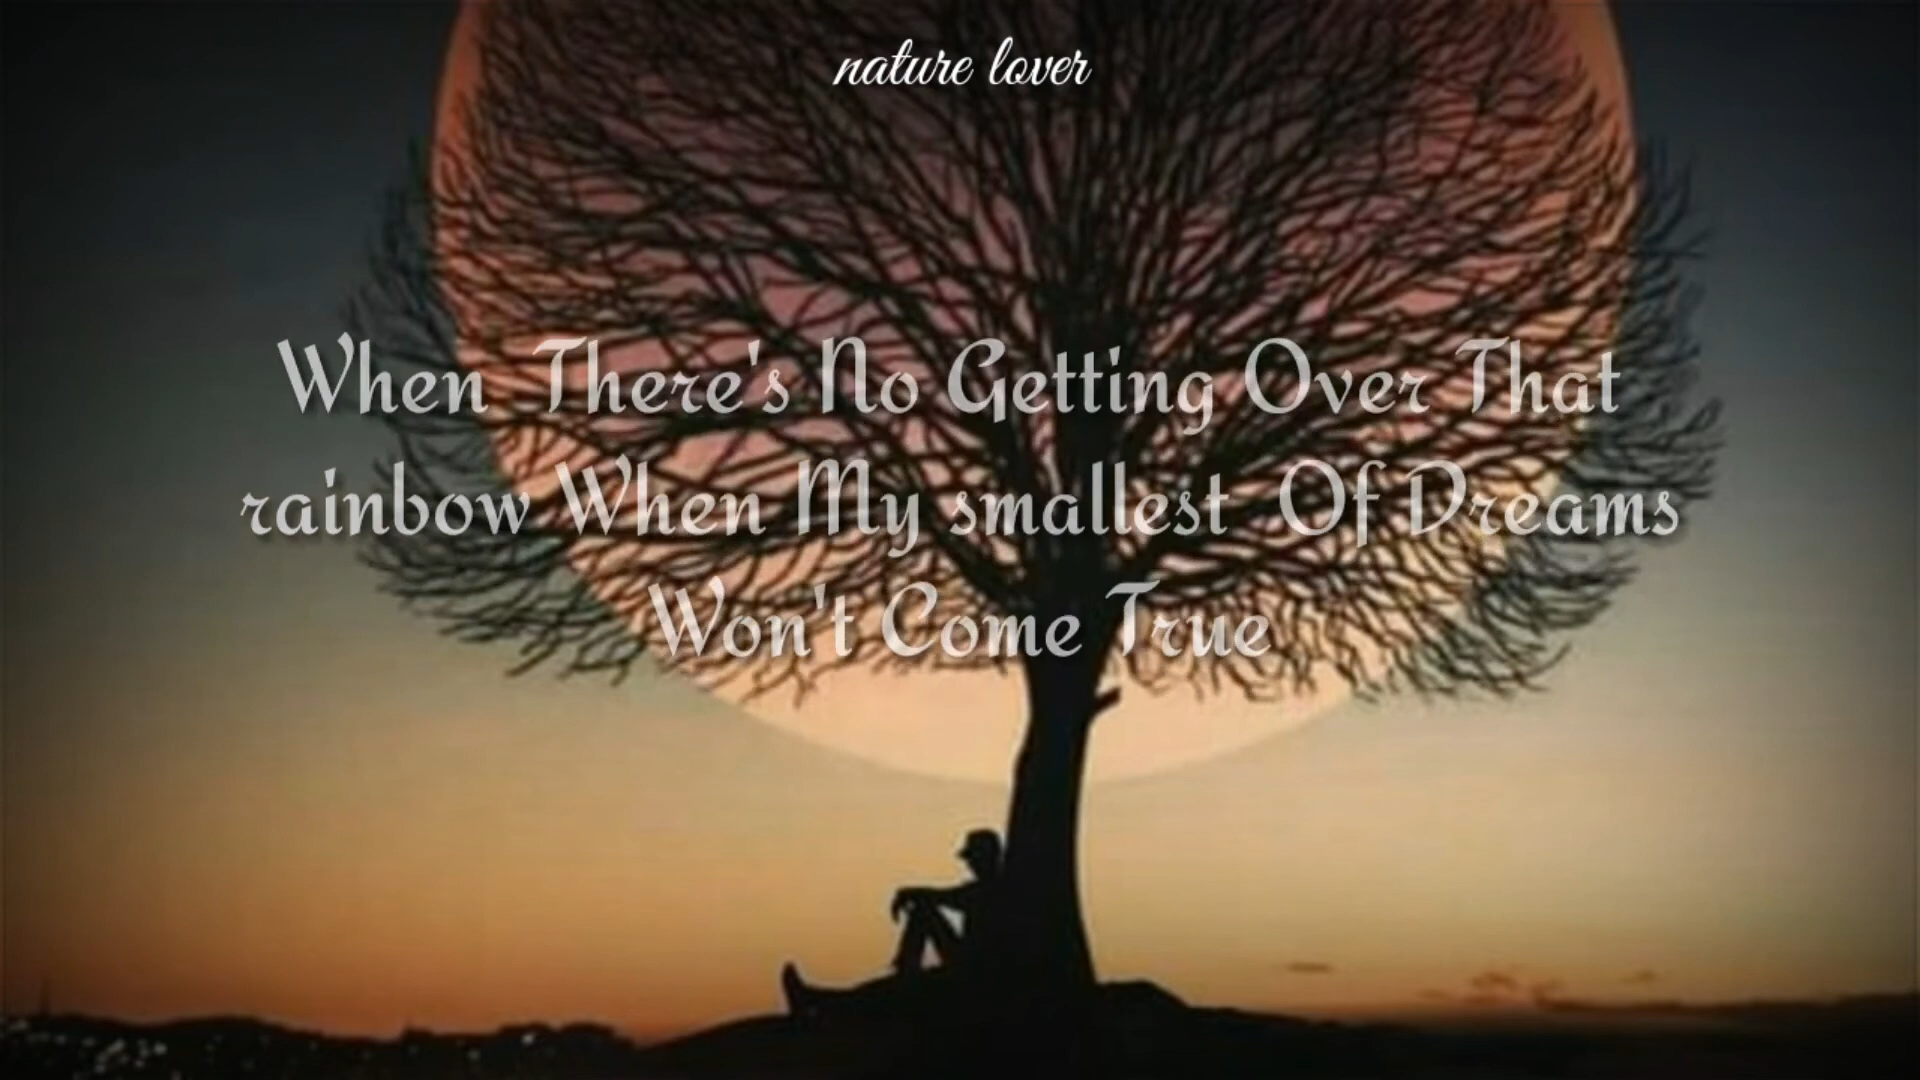 nature lover
When There's No Getting Over That
rainbow When My smallest Of Dreams
Won't Come True